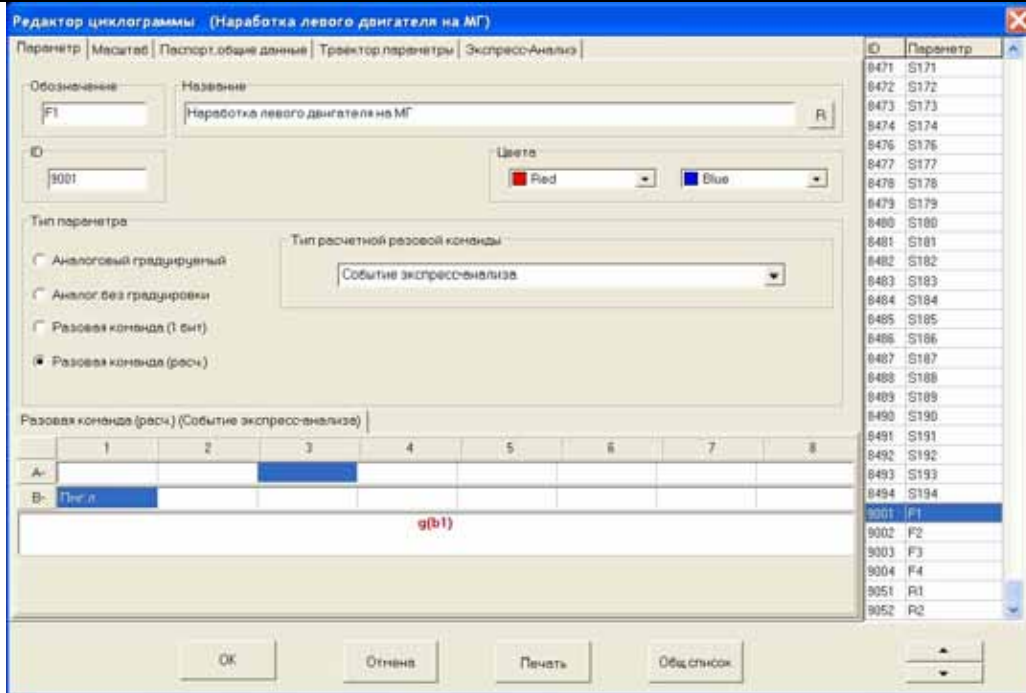 Редактор циклограммы (Наработка левого двигателя на МГ)
Параметр Масштаб Паспорт.общие данные Траектор.параметры Экспресс-Анализ
Обозначение Название
F1 Наработка левого двигателя на МГ R
ID Цвета
9001 Red Blue
Тип параметра
Тип расчетной разовой команды
Аналоговый градуируемый
Событие экспресс-анализа
Аналог.без градуировки
Разовая команда (1 бит)
Разовая команда (расч.)
Разовая команда (расч.) (Событие экспресс-анализа)
1 2 3 4 5 6 7 8
A-
B- Пмг.л
g(b1)
OK Отмена Печать Общ.список
ID Параметр
8471 S171
8472 S172
8473 S173
8474 S174
8476 S176
8477 S177
8478 S178
8479 S179
8480 S180
8481 S181
8482 S182
8483 S183
8484 S184
8485 S185
8486 S186
8487 S187
8488 S188
8489 S189
8490 S190
8491 S191
8492 S192
8493 S193
8494 S194
9001 F1
9002 F2
9003 F3
9004 F4
9051 R1
9052 R2